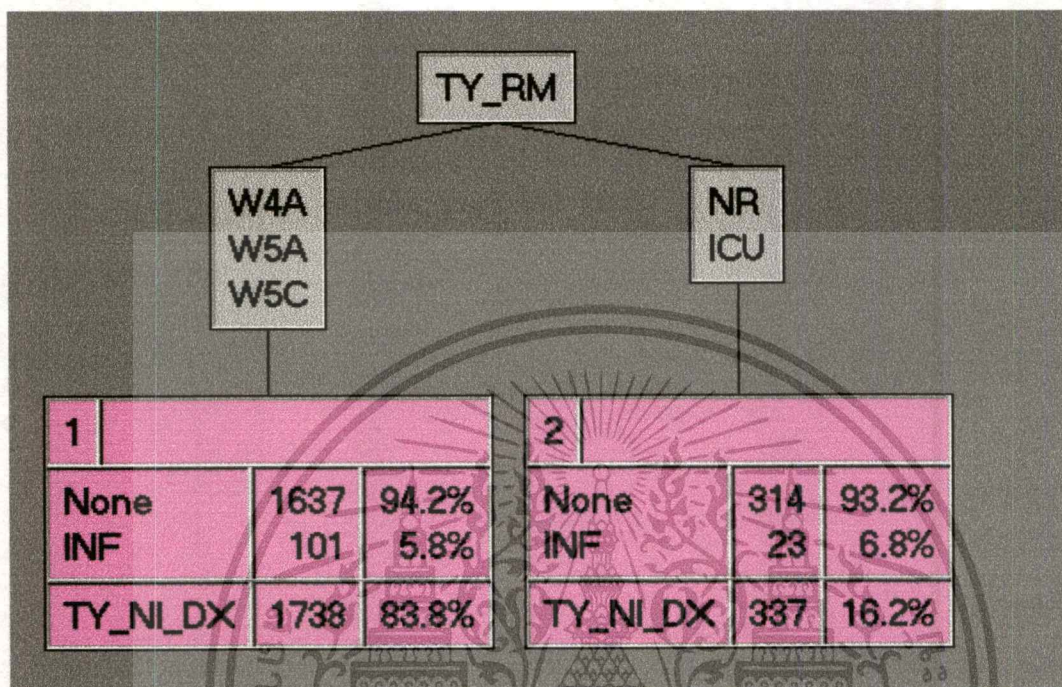 TY_RM
W4A
W5A
W5C
NR
ICU
1
None 1637 94.2%
INF 101 5.8%
TY_NI_DX 1738 83.8%
2
None 314 93.2%
INF 23 6.8%
TY_NI_DX 337 16.2%